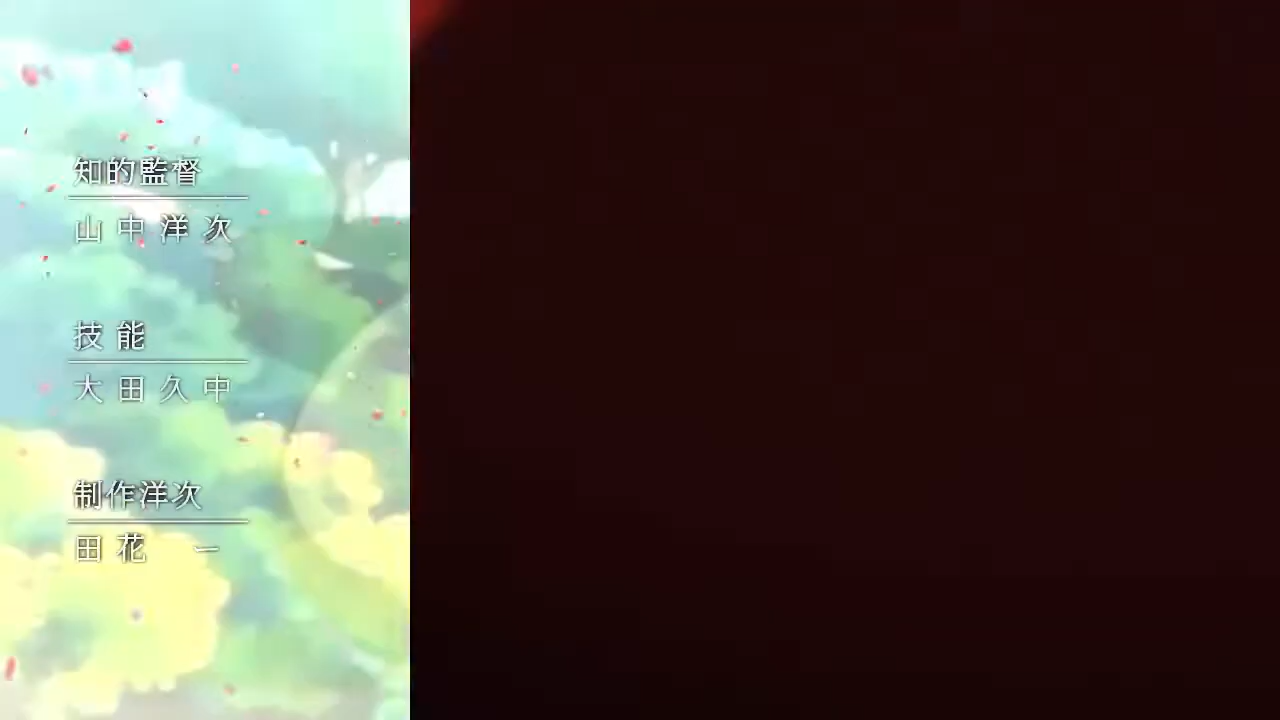 知的監督
山中洋次
技能
大田久中
制作洋次
田花 一